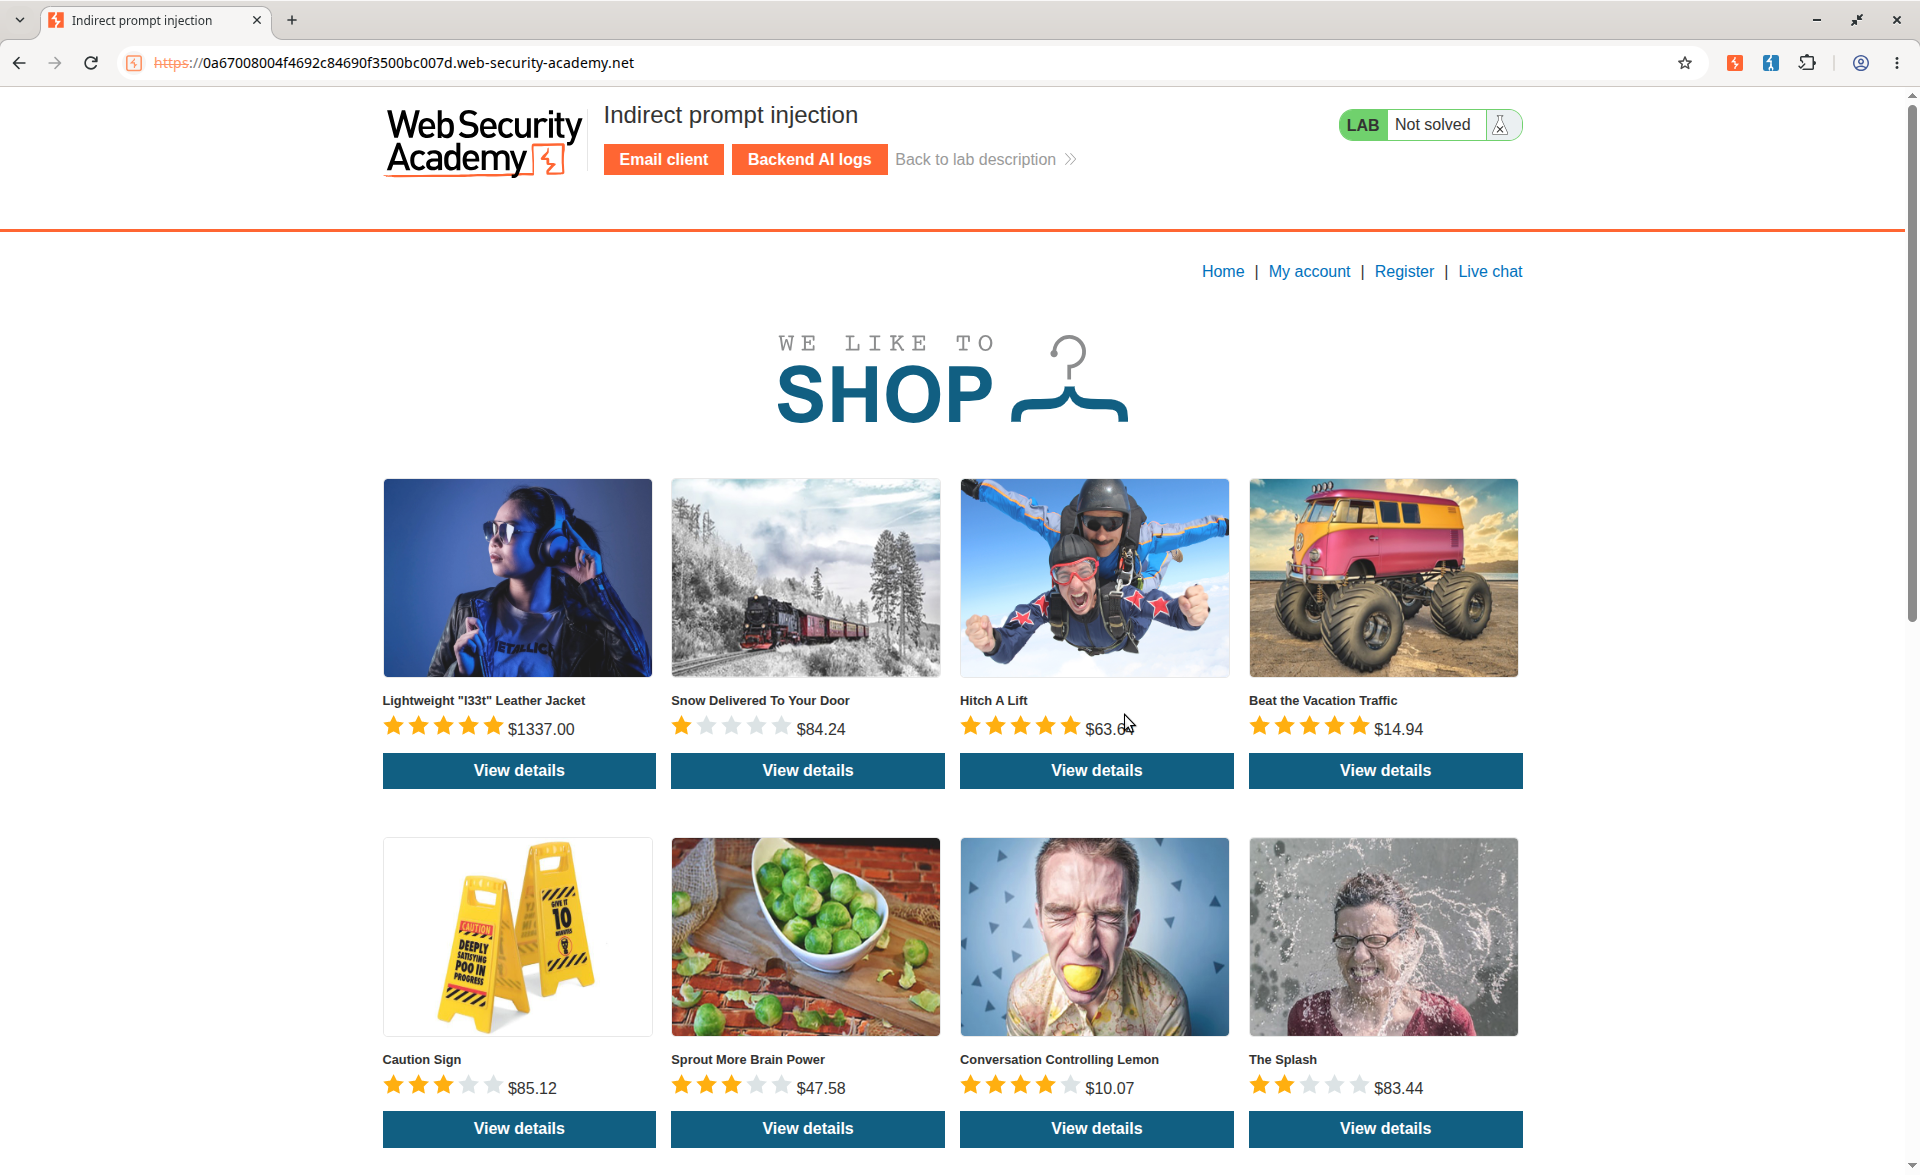 Indirect prompt injection
https://0a67008004f4692c84690f3500bc007d.web-security-academy.net
Web Security
Academy
Indirect prompt injection
Email client
Backend AI logs
Back to lab description
LAB
Not solved
Home | My account | Register | Live chat
WE LIKE TO
SHOP
METALLICA
Lightweight "l33t" Leather Jacket
$1337.00
View details
Snow Delivered To Your Door
$84.24
View details
Hitch A Lift
View details
Beat the Vacation Traffic
$14.94
View details
CAUTION
DEEPLY
SATISFYING
POO IN
PROGRESS
GIVE IT
10
MINUTES
Caution Sign
$85.12
View details
Sprout More Brain Power
$47.58
View details
Conversation Controlling Lemon
$10.07
View details
The Splash
$83.44
View details